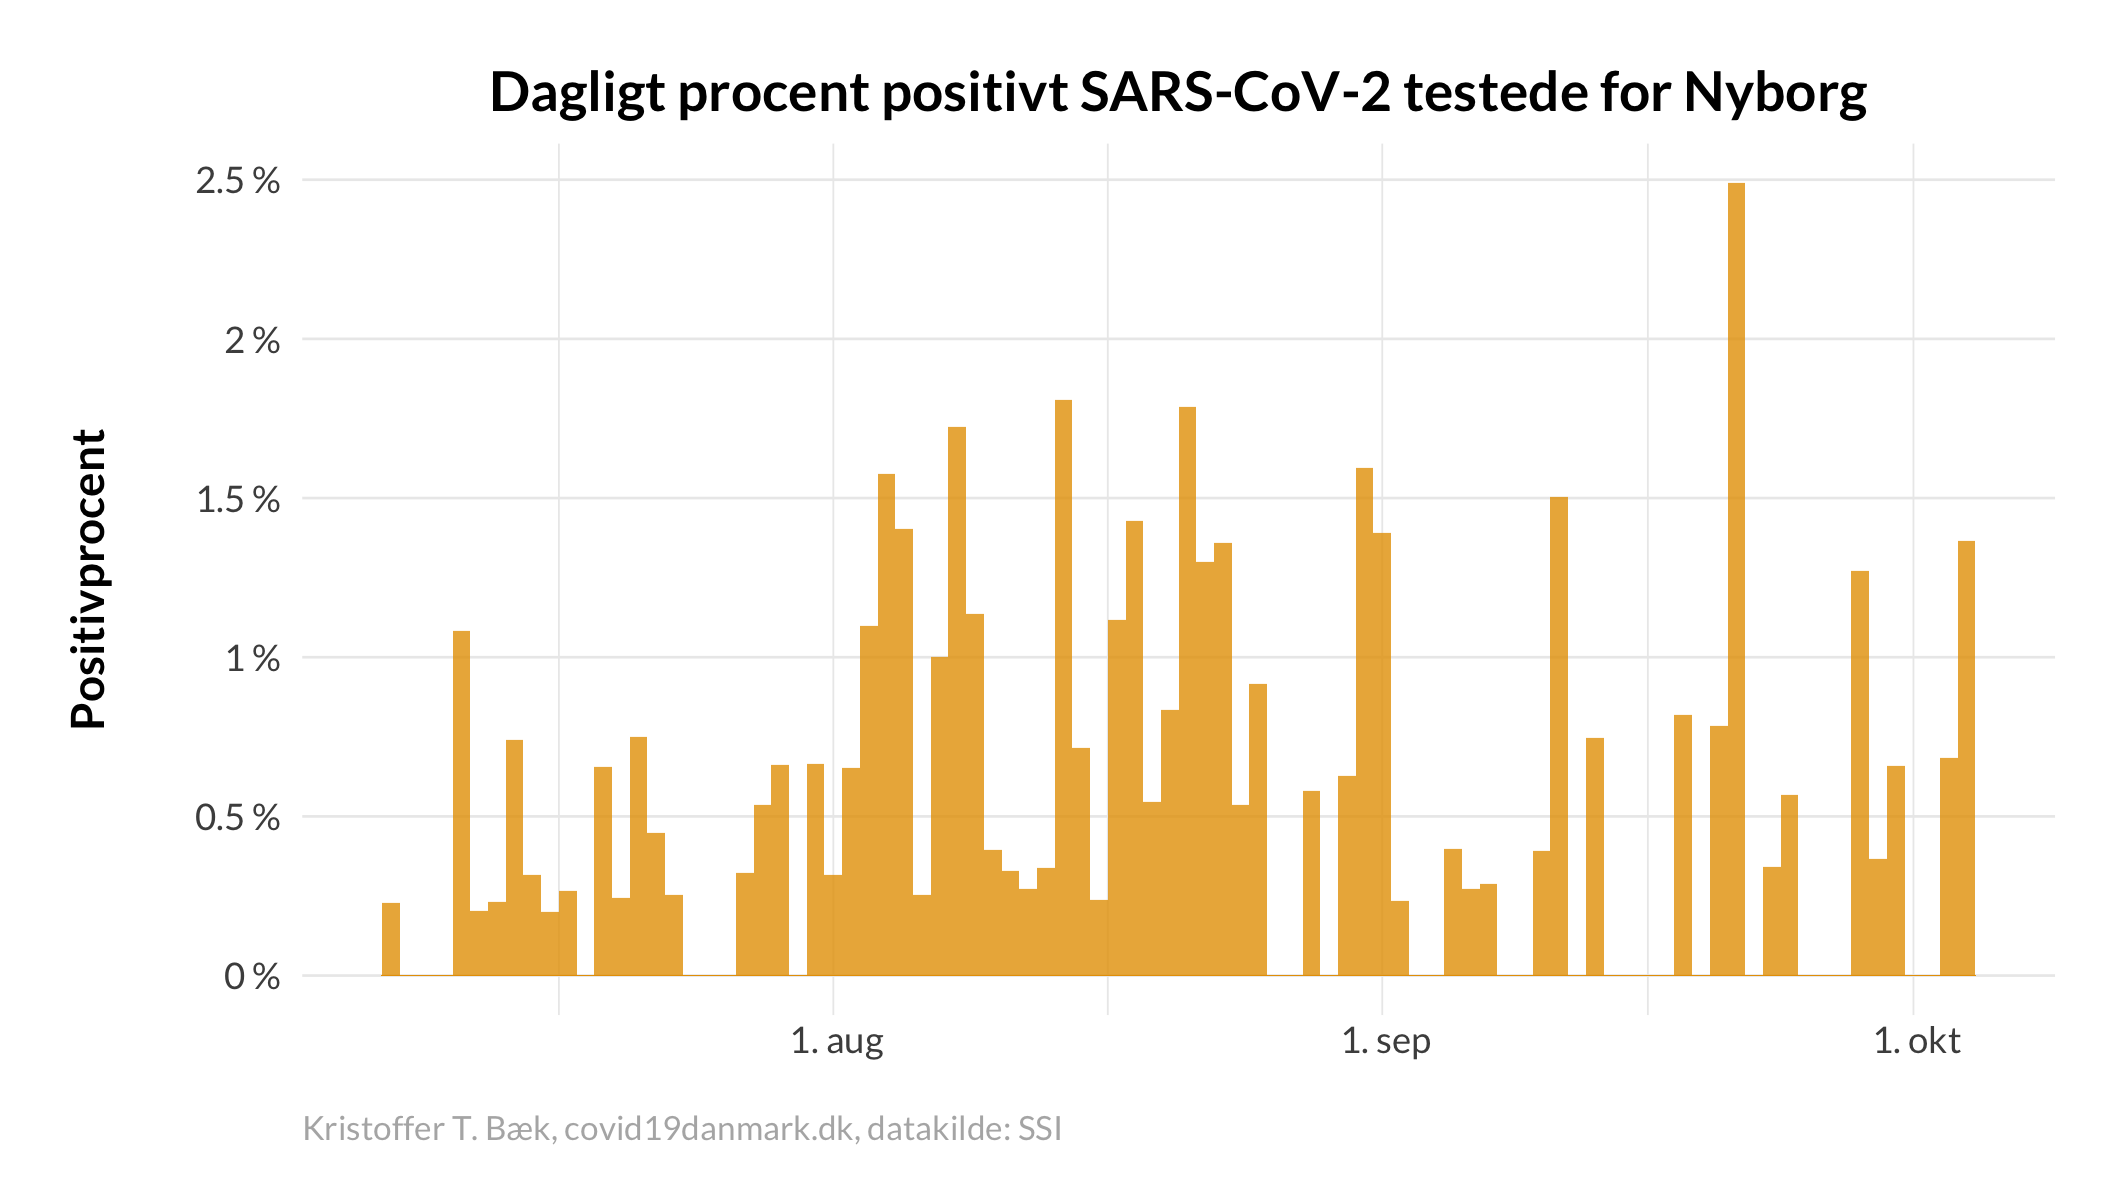 Dagligt procent positivt SARS-CoV-2 testede for Nyborg
Positivprocent
2.5 %
2 %
1.5 %
1 %
0.5 %
0 %
1. aug
1. sep
1. okt
Kristoffer T. Bæk, covid19danmark.dk, datakilde: SSI